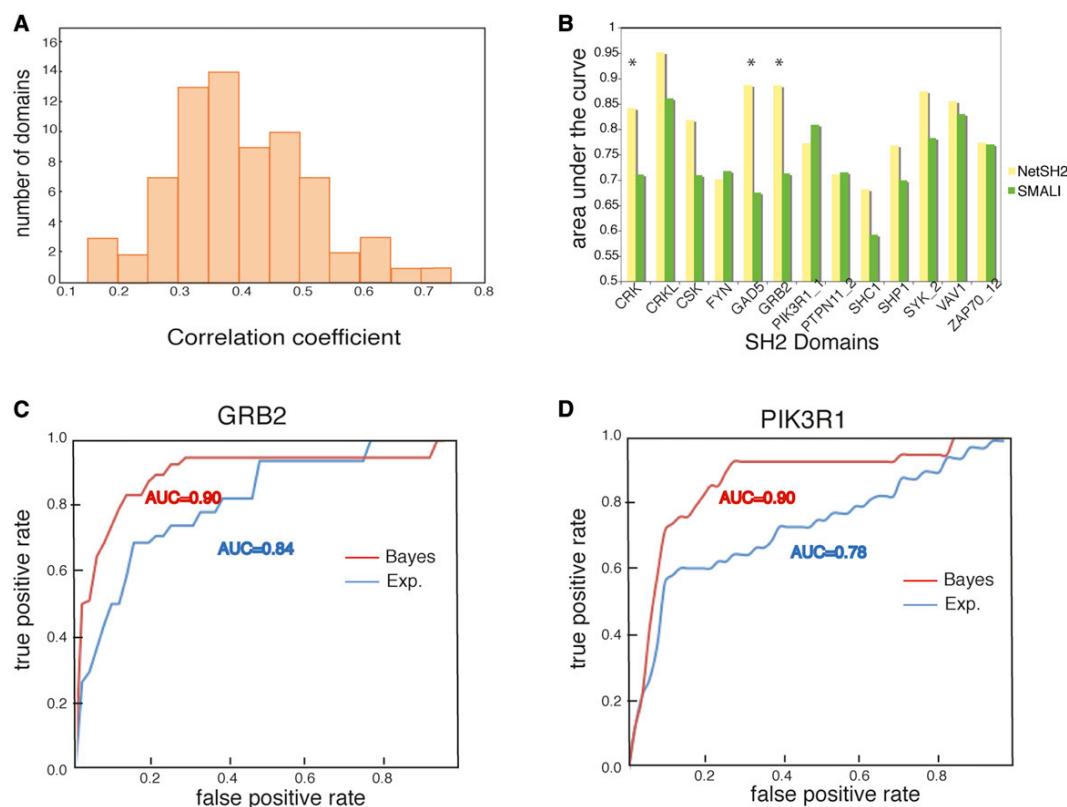 A
number of domains
16
14
12
10
8
6
4
2
0
0.1 0.2 0.3 0.4 0.5 0.6 0.7 0.8
Correlation coefficient
B
area under the curve
1
0.95
0.9
0.85
0.8
0.75
0.7
0.65
0.6
0.55
0.5
* * *
CRK CRKL CSK FYN GAD5 GRB2 PIK3R1_1 PTPN11_2 SHC1 SHP1 SYK_2 VAV1 ZAP70_12
SH2 Domains
NetSH2
SMALI
C
GRB2
true positive rate
1.0
0.8
0.6
0.4
0.2
0.0
AUC=0.90
AUC=0.84
Bayes
Exp.
0.2 0.4 0.6 0.8
false positive rate
D
PIK3R1
true positive rate
1.0
0.8
0.6
0.4
0.2
0.0
AUC=0.90
AUC=0.78
Bayes
Exp.
0.2 0.4 0.6 0.8
false positive rate